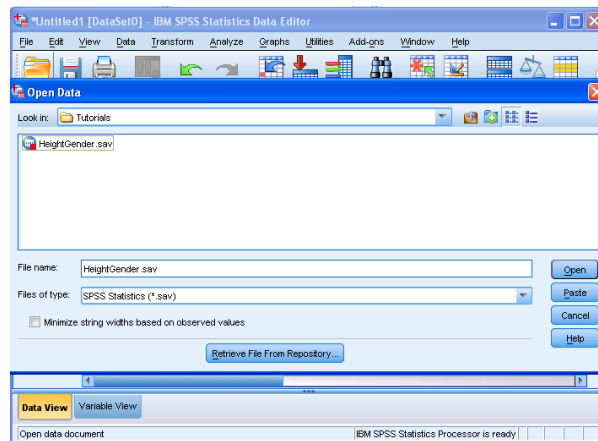 *Untitled1 [DataSet0] - IBM SPSS Statistics Data Editor
File Edit View Data Transform Analyze Graphs Utilities Add-ons Window Help
Open Data
Look in: Tutorials
HeightGender.sav
File name: HeightGender.sav Open
Files of type: SPSS Statistics (*.sav) Paste
Minimize string widths based on observed values Cancel
Help
Retrieve File From Repository...
Data View Variable View
Open data document IBM SPSS Statistics Processor is ready